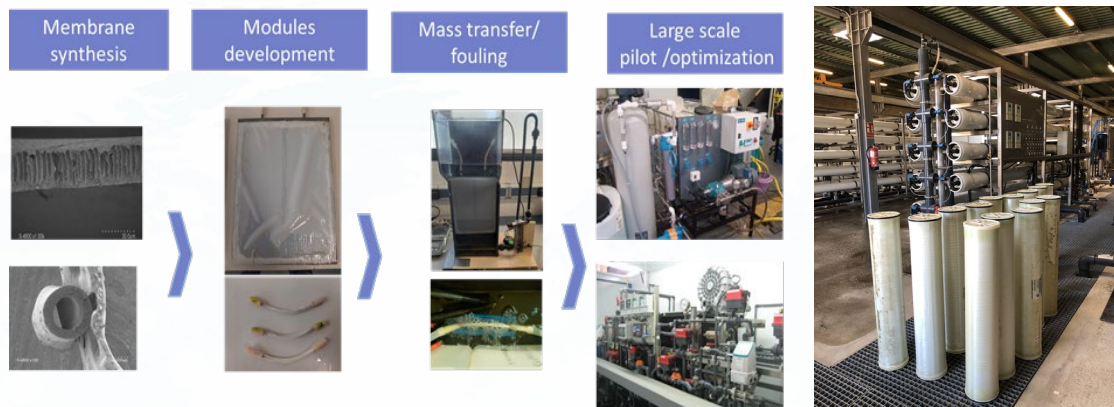 Membrane
synthesis
Modules
development
Mass transfer/
fouling
Large scale
pilot /optimization